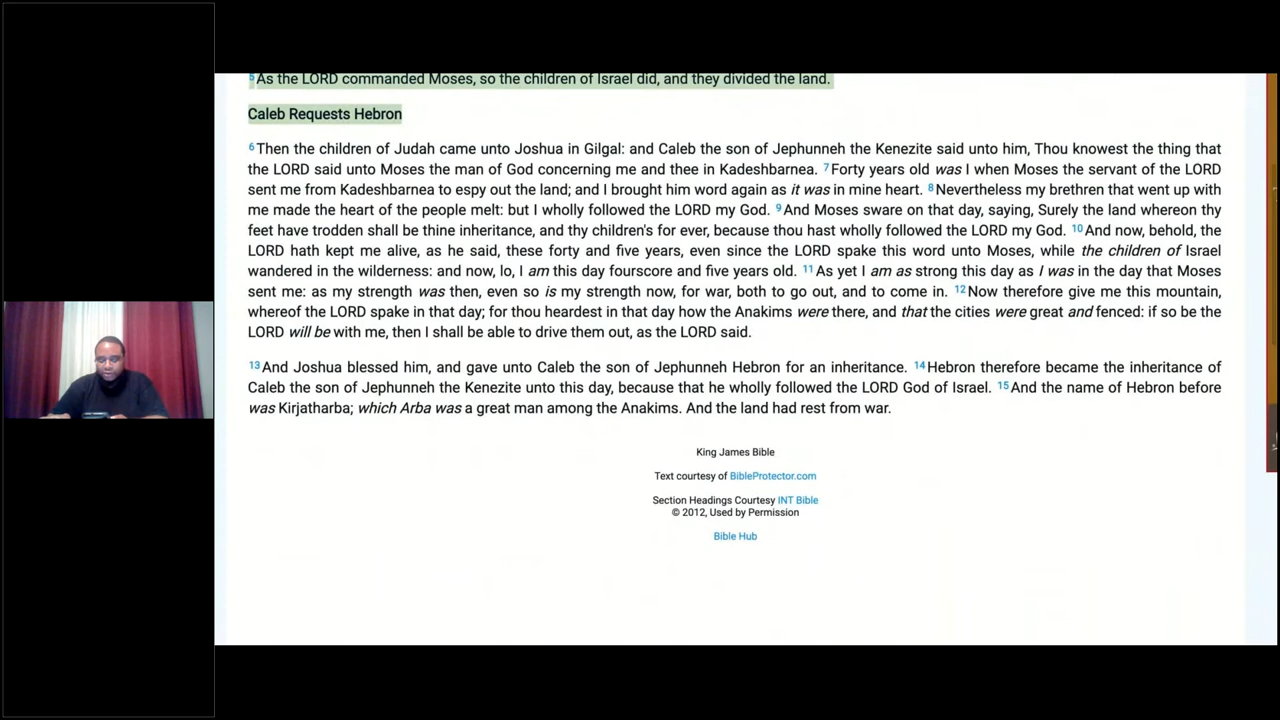 5As the LORD commanded Moses, so the children of Israel did, and they divided the land.
Caleb Requests Hebron
6Then the children of Judah came unto Joshua in Gilgal: and Caleb the son of Jephunneh the Kenezite said unto him, Thou knowest the thing that
the LORD said unto Moses the man of God concerning me and thee in Kadeshbarnea. 7Forty years old was I when Moses the servant of the LORD
sent me from Kadeshbarnea to espy out the land; and I brought him word again as it was in mine heart. 8Nevertheless my brethren that went up with
me made the heart of the people melt: but I wholly followed the LORD my God. 9And Moses sware on that day, saying, Surely the land whereon thy
feet have trodden shall be thine inheritance, and thy children's for ever, because thou hast wholly followed the LORD my God. 10And now, behold, the
LORD hath kept me alive, as he said, these forty and five years, even since the LORD spake this word unto Moses, while the children of Israel
wandered in the wilderness: and now, lo, I am this day fourscore and five years old. 11As yet I am as strong this day as I was in the day that Moses
sent me: as my strength was then, even so is my strength now, for war, both to go out, and to come in. 12Now therefore give me this mountain,
whereof the LORD spake in that day; for thou heardest in that day how the Anakims were there, and that the cities were great and fenced: if so be the
LORD will be with me, then I shall be able to drive them out, as the LORD said.
13And Joshua blessed him, and gave unto Caleb the son of Jephunneh Hebron for an inheritance. 14Hebron therefore became the inheritance of
Caleb the son of Jephunneh the Kenezite unto this day, because that he wholly followed the LORD God of Israel. 15And the name of Hebron before
was Kirjatharba; which Arba was a great man among the Anakims. And the land had rest from war.
King James Bible
Text courtesy of BibleProtector.com
Section Headings Courtesy INT Bible
© 2012, Used by Permission
Bible Hub